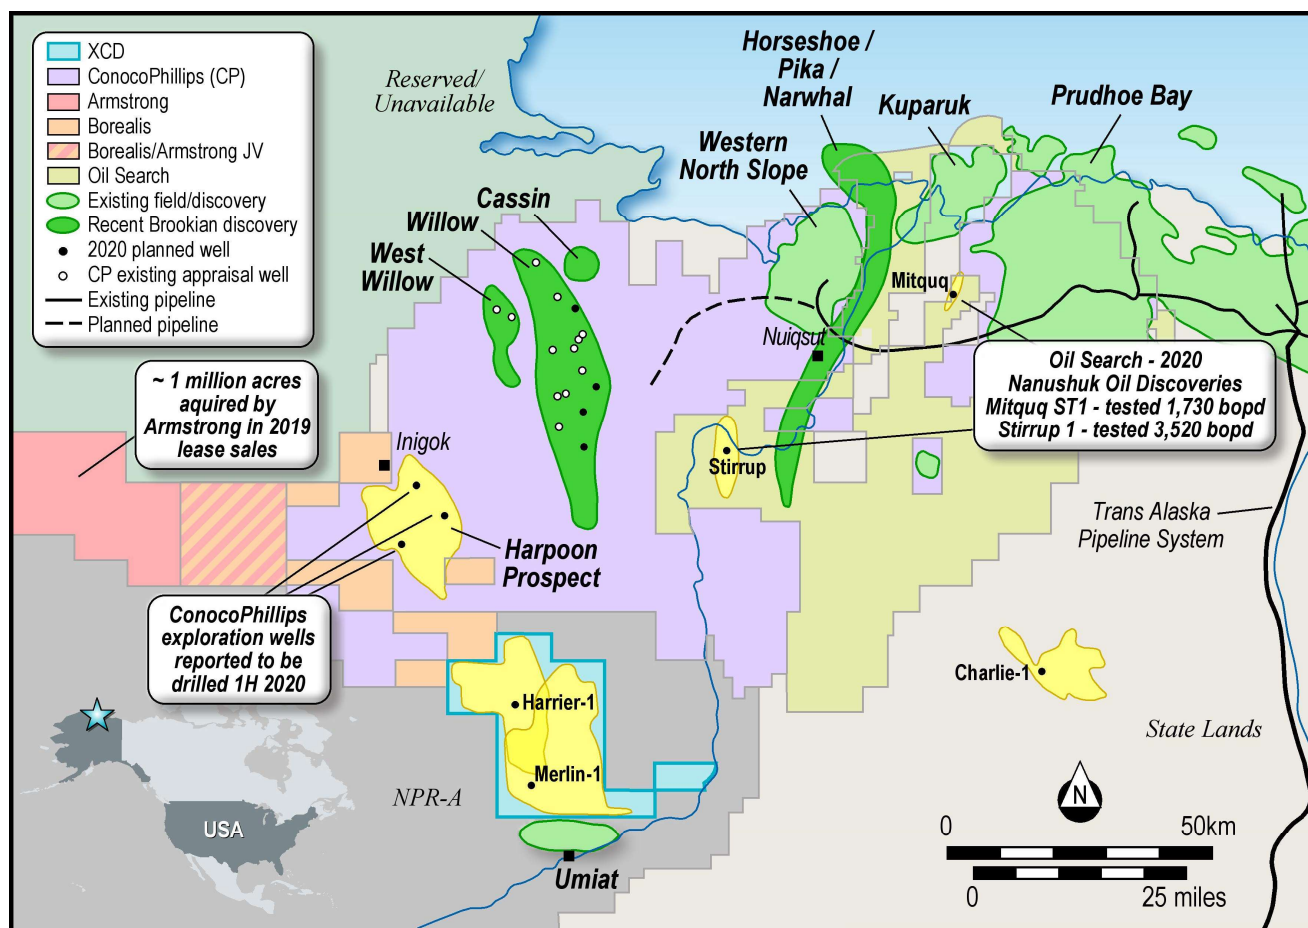 XCD
ConocoPhillips (CP)
Armstrong
Borealis
Borealis/Armstrong JV
Oil Search
Existing field/discovery
Recent Brookian discovery
2020 planned well
CP existing appraisal well
Existing pipeline
Planned pipeline
Reserved/
Unavailable
Horseshoe /
Pika /
Narwhal
Kuparuk
Prudhoe Bay
Western
North Slope
Cassin
Willow
West
Willow
Mitquq
Nuiqsut
Oil Search - 2020
Nanushuk Oil Discoveries
Mitquq ST1 - tested 1,730 bopd
Stirrup 1 - tested 3,520 bopd
~ 1 million acres
aquired by
Armstrong in 2019
lease sales
Inigok
Stirrup
Harpoon
Prospect
Trans Alaska
Pipeline System
ConocoPhillips
exploration wells
reported to be
drilled 1H 2020
Charlie-1
Harrier-1
Merlin-1
State Lands
NPR-A
USA
Umiat
N
0 50km
0 25 miles